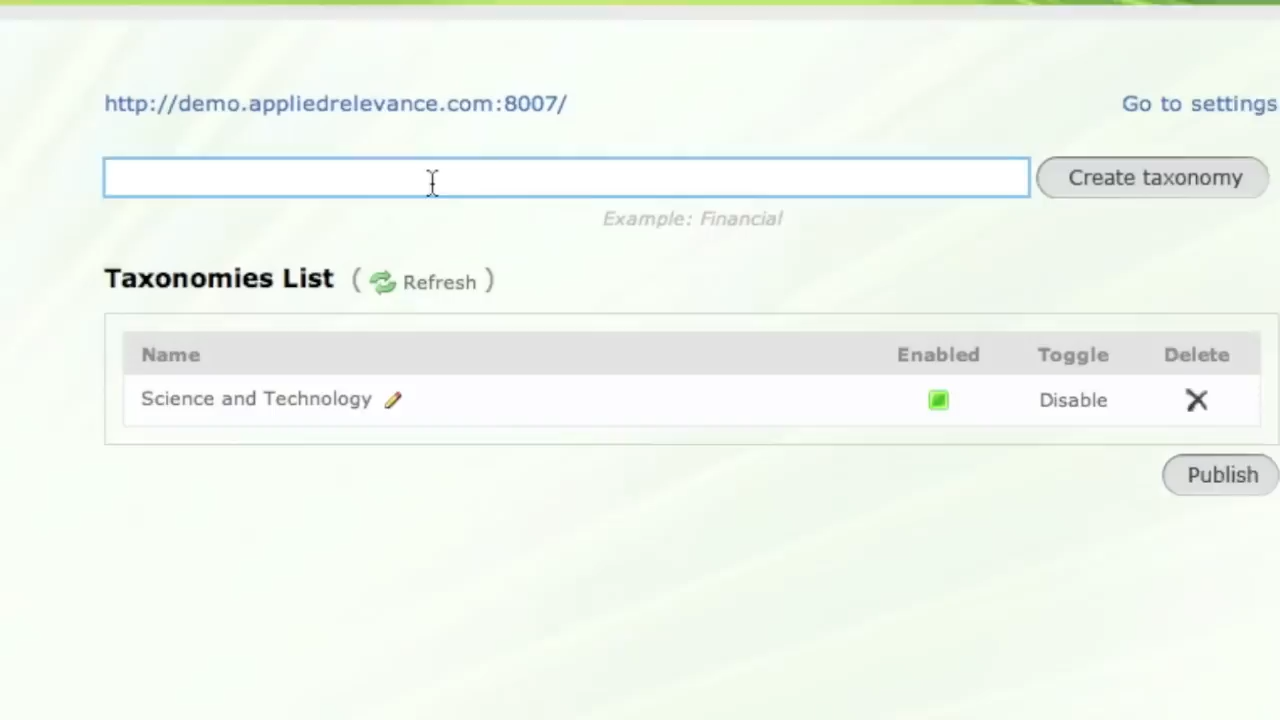 http://demo.appliedrelevance.com:8007/ Go to settings
Create taxonomy
Example: Financial
Taxonomies List ( Refresh )
Name Enabled Toggle Delete
Science and Technology Disable
Publish